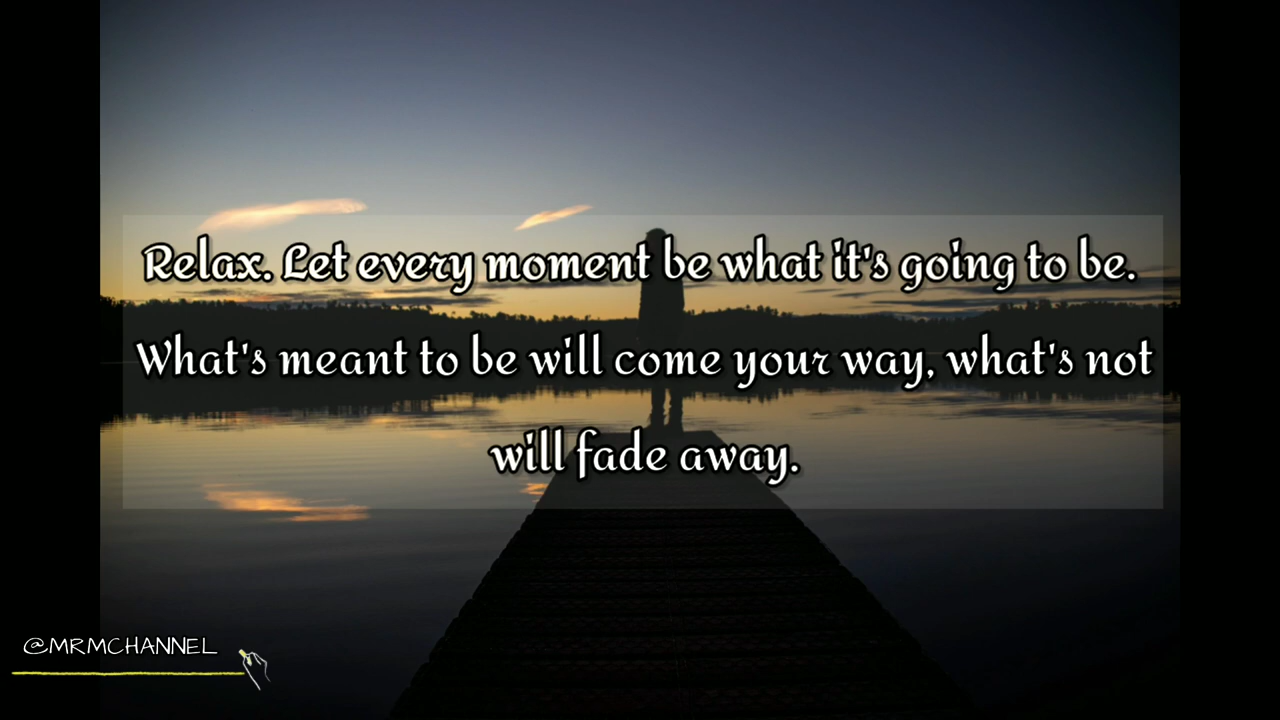 Relax. Let every moment be what it's going to be.
What's meant to be will come your way, what's not
will fade away.
@MRMCHANNEL